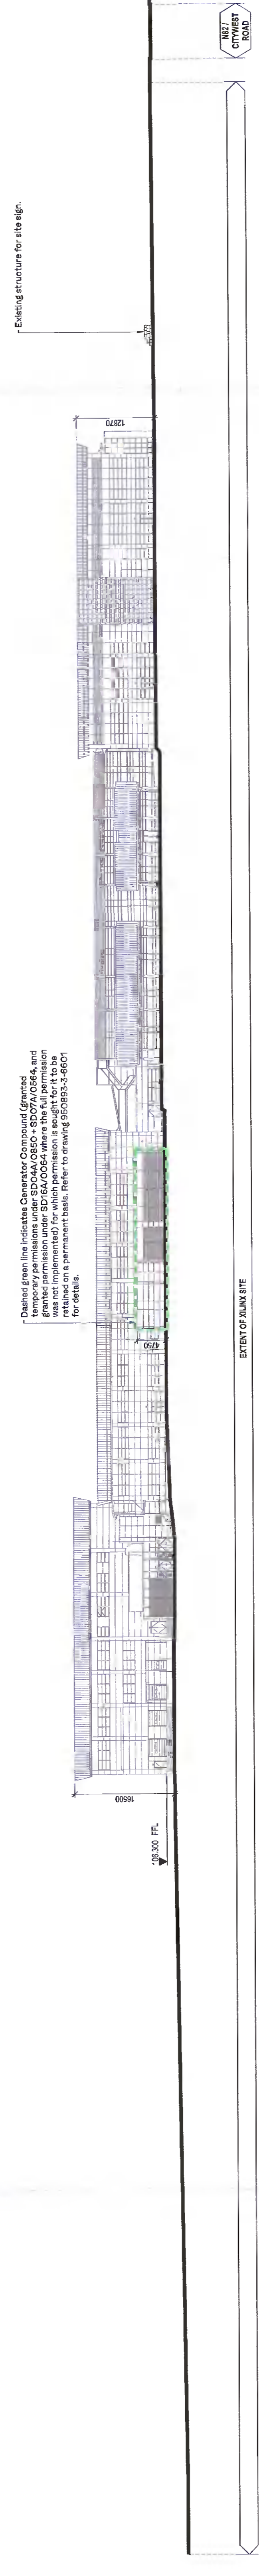 N82 /
CITYWEST
ROAD
Existing structure for site sign.
12870
Dashed green line indicates Generator Compound (granted
temporary permissions under SD04A/0850 + SD07A/0564, and
granted permission under SD16A/0064 where the full permission
was not implemented) for which permission is sought for it to be
retained on a permanent basis. Refer to drawing 950893-3-6601
for details.
4750
EXTENT OF XILINX SITE
16500
106.300 FFL